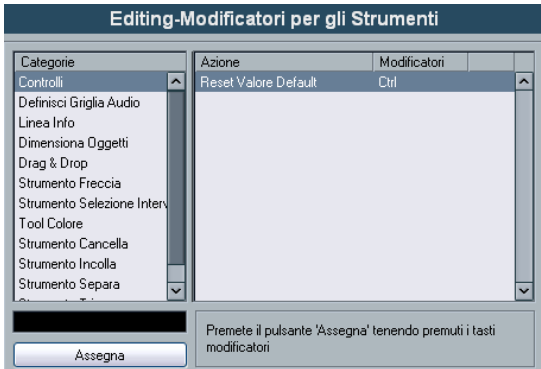 Editing-Modificatori per gli Strumenti
Categorie
Controlli
Definisci Griglia Audio
Linea Info
Dimensiona Oggetti
Drag & Drop
Strumento Freccia
Strumento Selezione Interv
Tool Colore
Strumento Cancella
Strumento Incolla
Strumento Separa
Azione Modificatori
Reset Valore Default Ctrl
Assegna
Premete il pulsante 'Assegna' tenendo premuti i tasti
modificatori